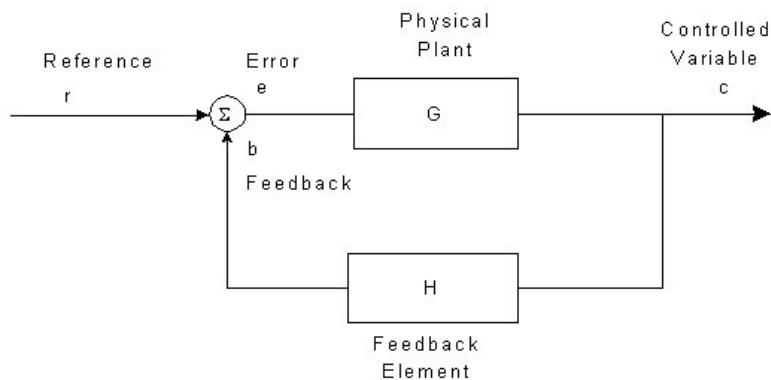 Physical
Plant
Controlled
Variable
Reference
Error
r
e
c
Σ
G
b
Feedback
H
Feedback
Element